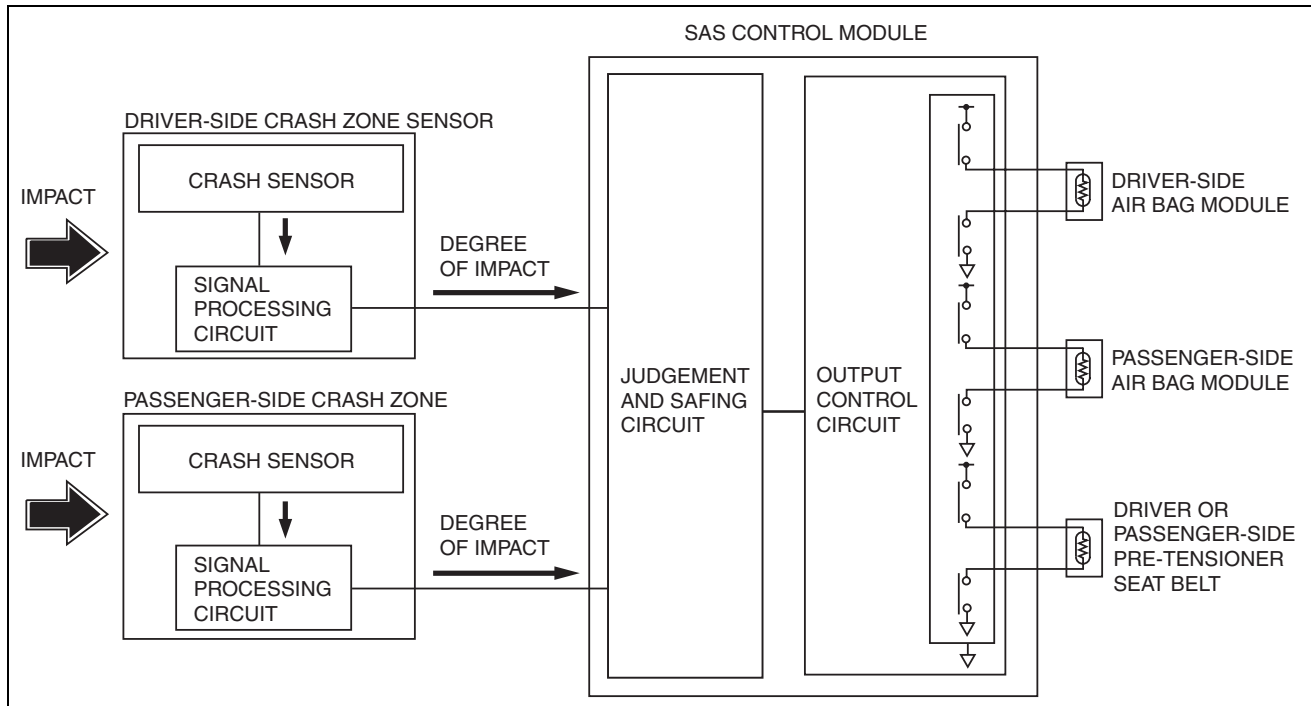 SAS CONTROL MODULE
DRIVER-SIDE CRASH ZONE SENSOR
CRASH SENSOR
IMPACT
SIGNAL
PROCESSING
CIRCUIT
DEGREE
OF IMPACT
PASSENGER-SIDE CRASH ZONE
CRASH SENSOR
IMPACT
SIGNAL
PROCESSING
CIRCUIT
DEGREE
OF IMPACT
JUDGEMENT
AND SAFING
CIRCUIT
OUTPUT
CONTROL
CIRCUIT
DRIVER-SIDE
AIR BAG MODULE
PASSENGER-SIDE
AIR BAG MODULE
DRIVER OR
PASSENGER-SIDE
PRE-TENSIONER
SEAT BELT